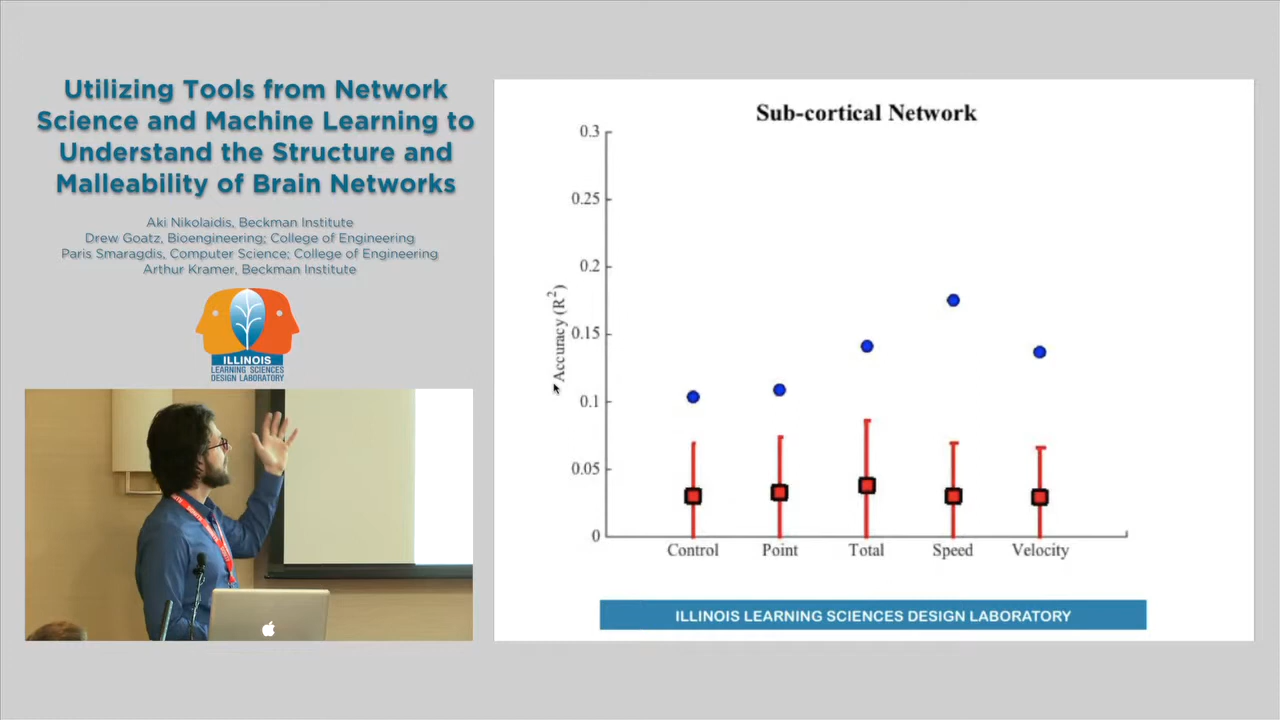 Utilizing Tools from Network
Science and Machine Learning to
Understand the Structure and
Malleability of Brain Networks
Aki Nikolaidis, Beckman Institute
Drew Goatz, Bioengineering; College of Engineering
Paris Smaragdis, Computer Science; College of Engineering
Arthur Kramer, Beckman Institute
ILLINOIS
LEARNING SCIENCES
DESIGN LABORATORY
Sub-cortical Network
Accuracy (R²)
0.3
0.25
0.2
0.15
0.1
0.05
0
Control Point Total Speed Velocity
ILLINOIS LEARNING SCIENCES DESIGN LABORATORY